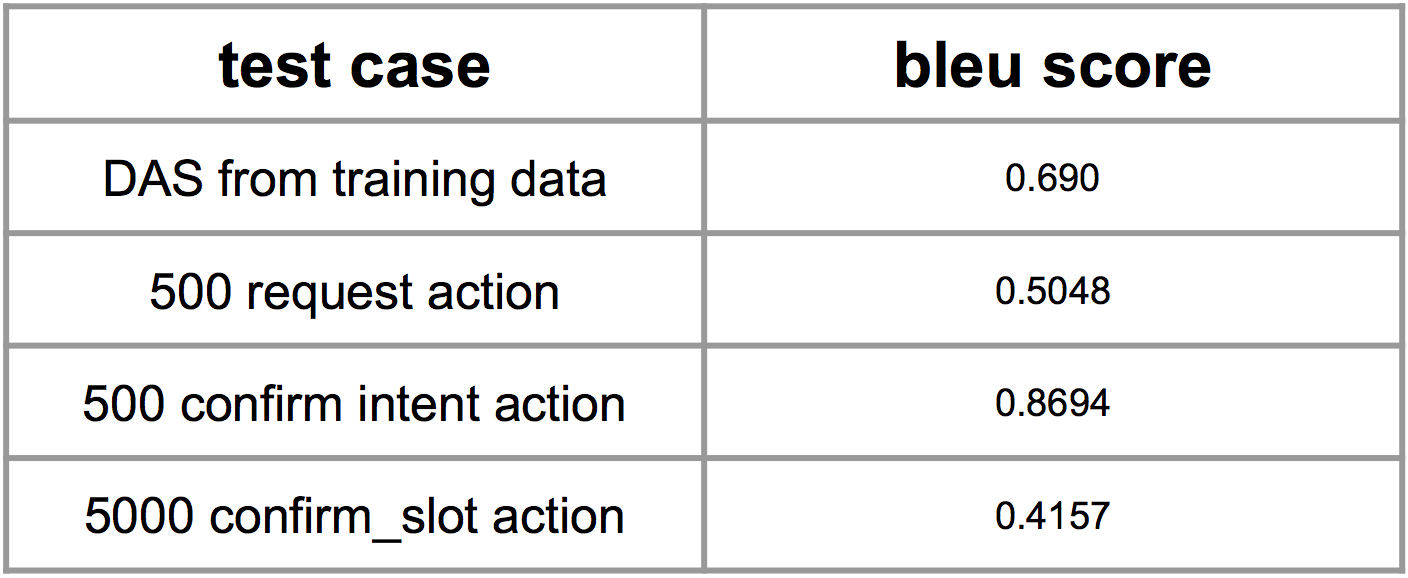 test case bleu score
DAS from training data 0.690
500 request action 0.5048
500 confirm intent action 0.8694
5000 confirm_slot action 0.4157